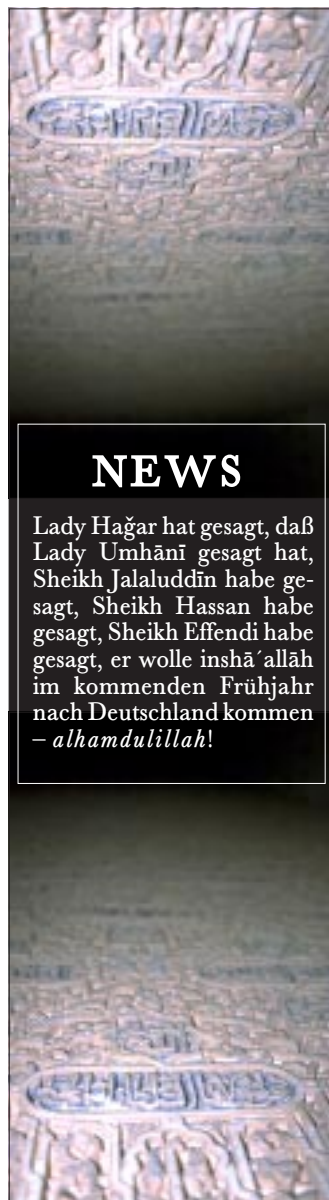 NEWS
Lady Hağar hat gesagt, daß
Lady Umhānī gesagt hat,
Sheikh Jalaluddīn habe ge-
sagt, Sheikh Hassan habe
gesagt, Sheikh Effendi habe
gesagt, er wolle inshā´allāh
im kommenden Frühjahr
nach Deutschland kommen
– alhamdulillah!